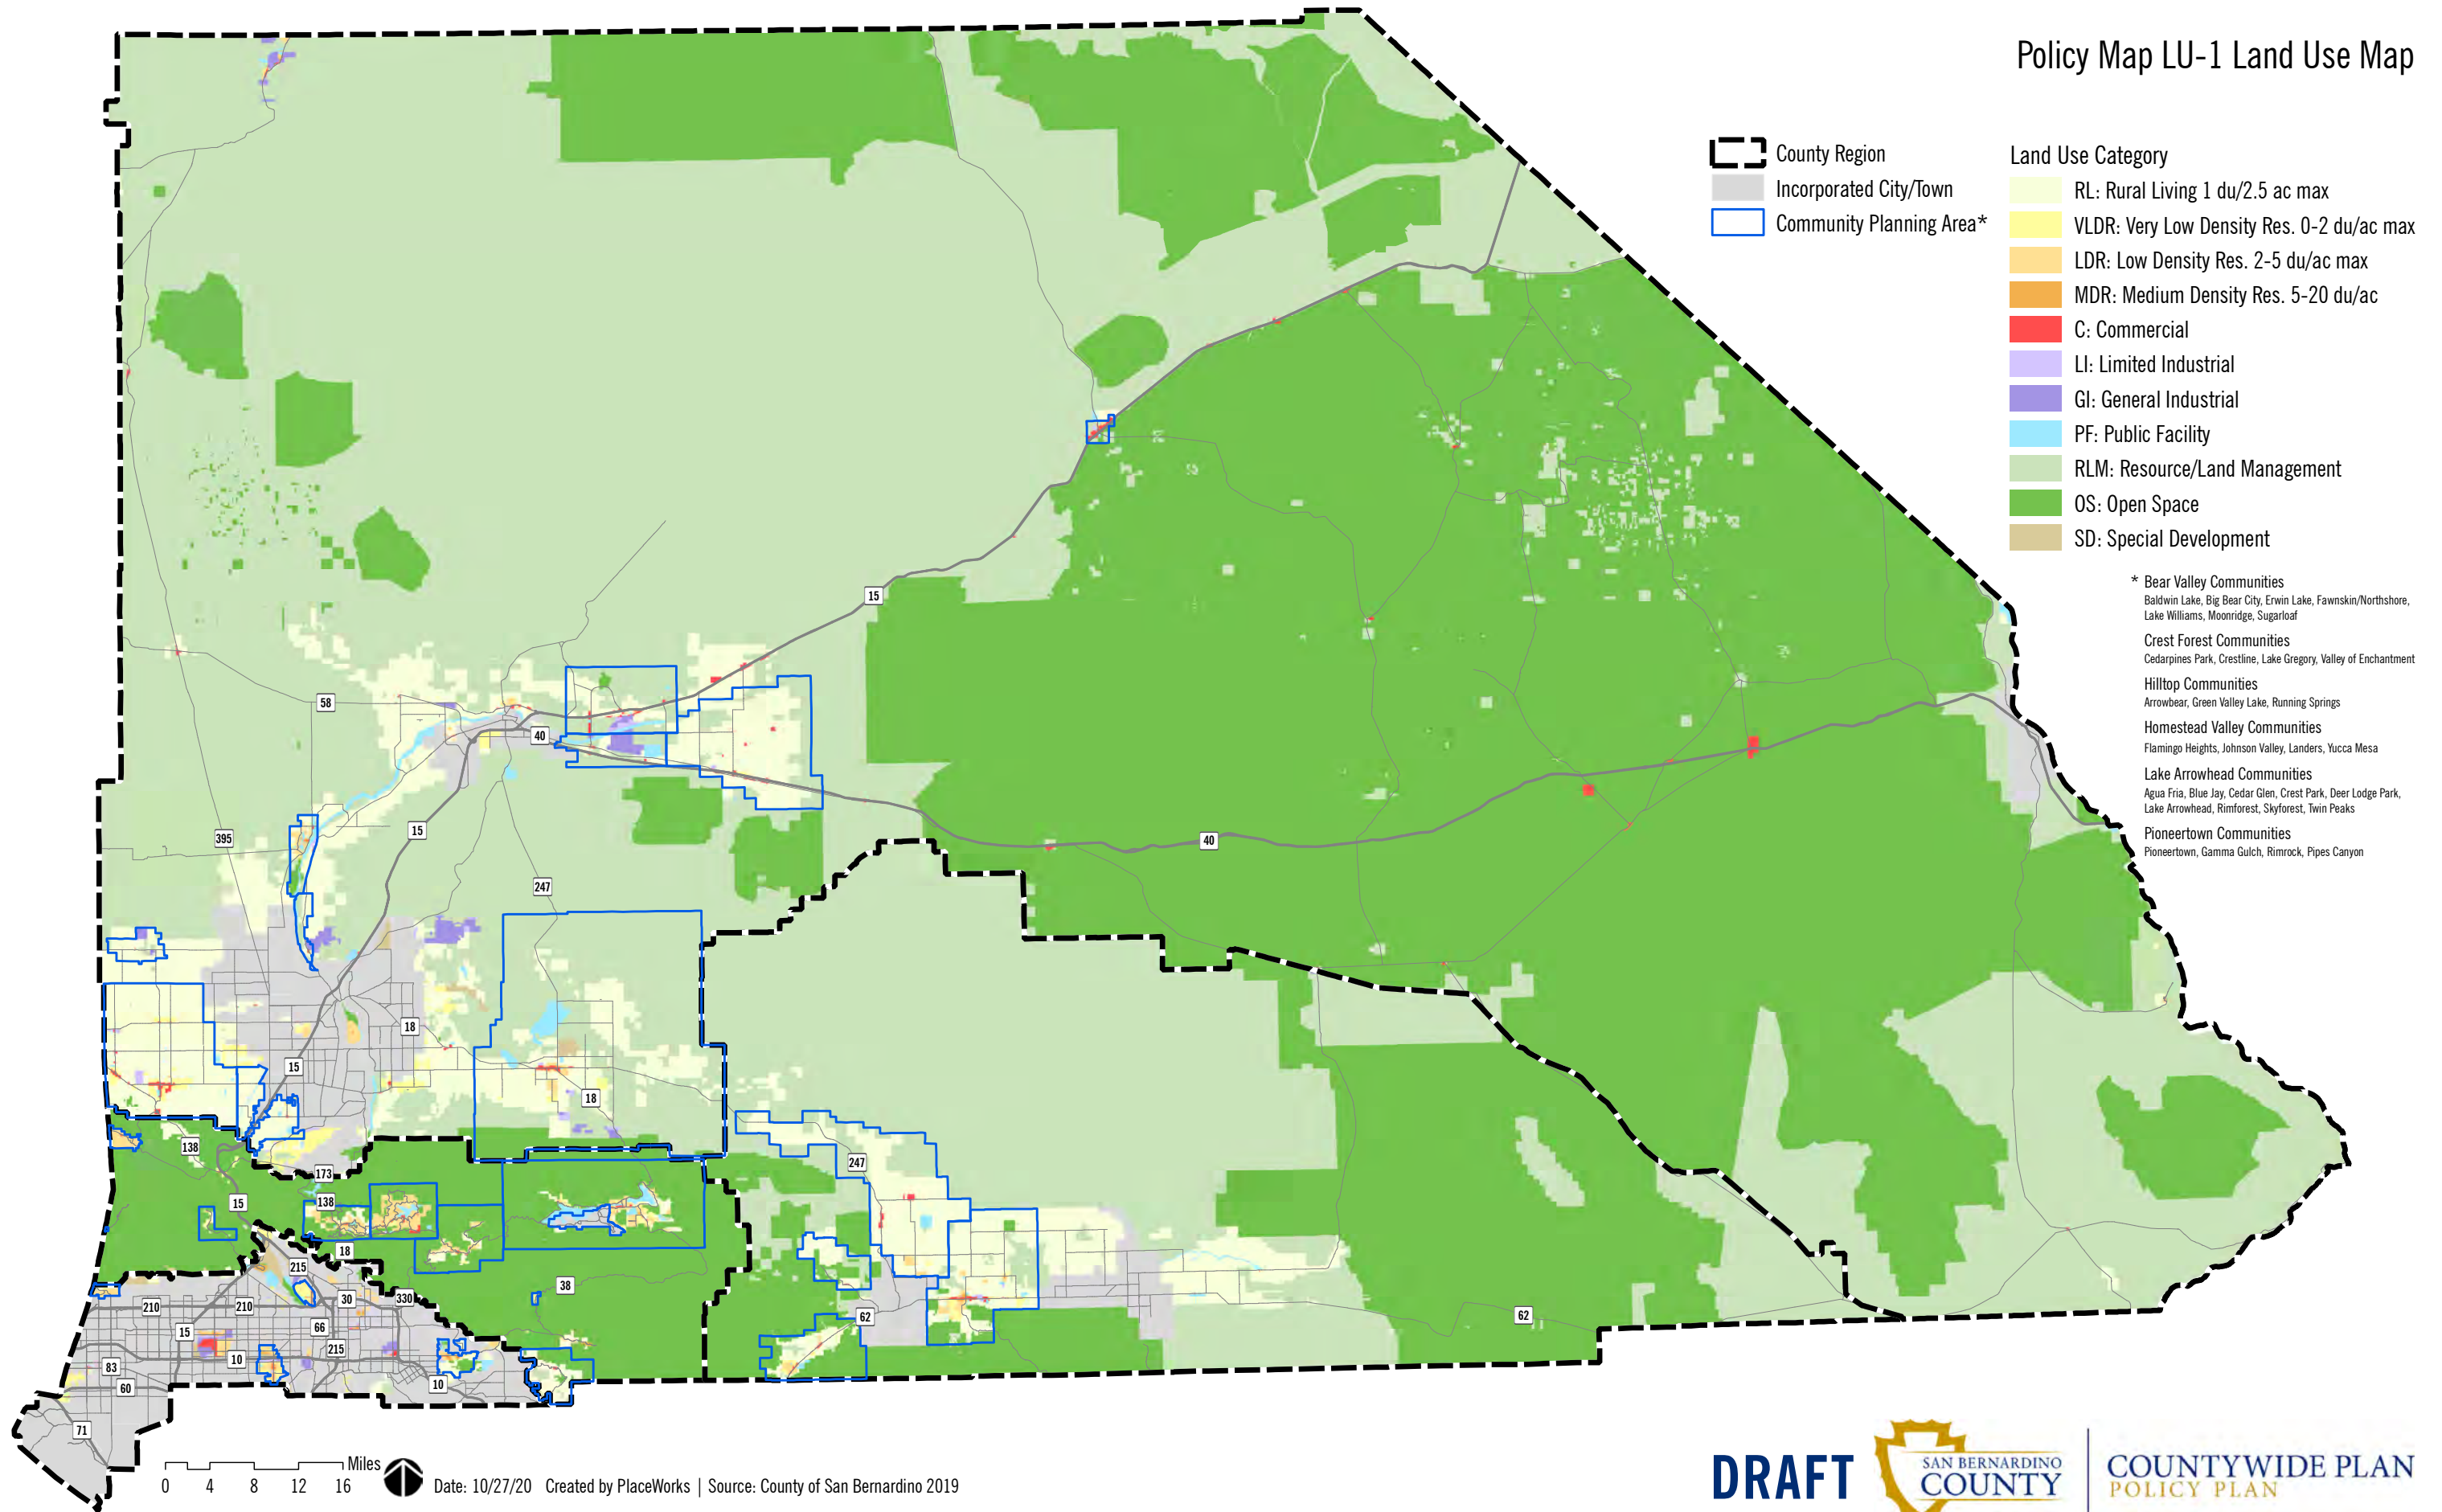 Policy Map LU-1 Land Use Map
County Region
Incorporated City/Town
Community Planning Area*
Land Use Category
RL: Rural Living 1 du/2.5 ac max
VLDR: Very Low Density Res. 0-2 du/ac max
LDR: Low Density Res. 2-5 du/ac max
MDR: Medium Density Res. 5-20 du/ac
C: Commercial
LI: Limited Industrial
GI: General Industrial
PF: Public Facility
RLM: Resource/Land Management
OS: Open Space
SD: Special Development
* Bear Valley Communities
Baldwin Lake, Big Bear City, Erwin Lake, Fawnskin/Northshore,
Lake Williams, Moonridge, Sugarloaf
Crest Forest Communities
Cedarpines Park, Crestline, Lake Gregory, Valley of Enchantment
Hilltop Communities
Arrowbear, Green Valley Lake, Running Springs
Homestead Valley Communities
Flamingo Heights, Johnson Valley, Landers, Yucca Mesa
Lake Arrowhead Communities
Agua Fria, Blue Jay, Cedar Glen, Crest Park, Deer Lodge Park,
Lake Arrowhead, Rimforest, Skyforest, Twin Peaks
Pioneertown Communities
Pioneertown, Gamma Gulch, Rimrock, Pipes Canyon
15
58
40
15
395
40
247
18
15
18
138
247
173
138
15
18
215
38
210
210
30
330
62
62
15
66
215
10
83
10
60
71
Miles
0 4 8 12 16
Date: 10/27/20 Created by PlaceWorks | Source: County of San Bernardino 2019
DRAFT
SAN BERNARDINO
COUNTY
COUNTYWIDE PLAN
POLICY PLAN